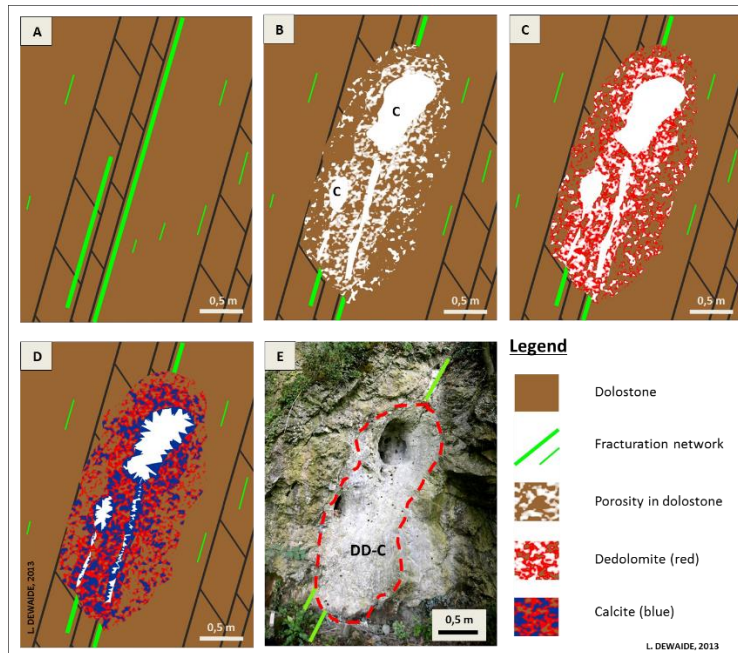 A
B
C
C
C
0,5 m
0,5 m
0,5 m
D
E
DD-C
L. DEWAIDE, 2013
0,5 m
0,5 m
Legend
Dolostone
Fracturation network
Porosity in dolostone
Dedolomite (red)
Calcite (blue)
L. DEWAIDE, 2013